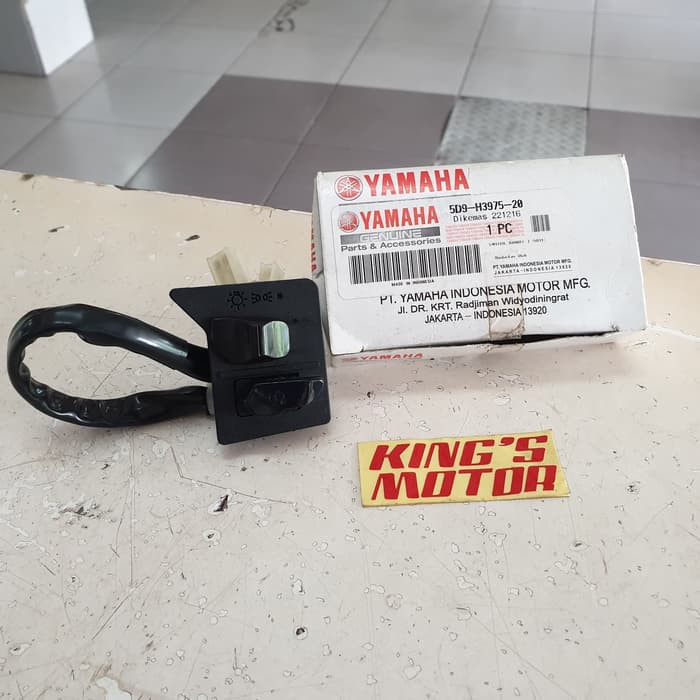 YAMAHA
YAMAHA
GENUINE
Parts & Accessories
5D9-H3975-20
Dikemas 221216
1 PC
MADE IN INDONESIA
PT. YAMAHA INDONESIA MOTOR MFG.
JAKARTA-INDONESIA 13920
PT. YAMAHA INDONESIA MOTOR MFG.
Jl. DR. KRT. Radjiman Widyodiningrat
JAKARTA – INDONESIA 13920
KING'S
MOTOR